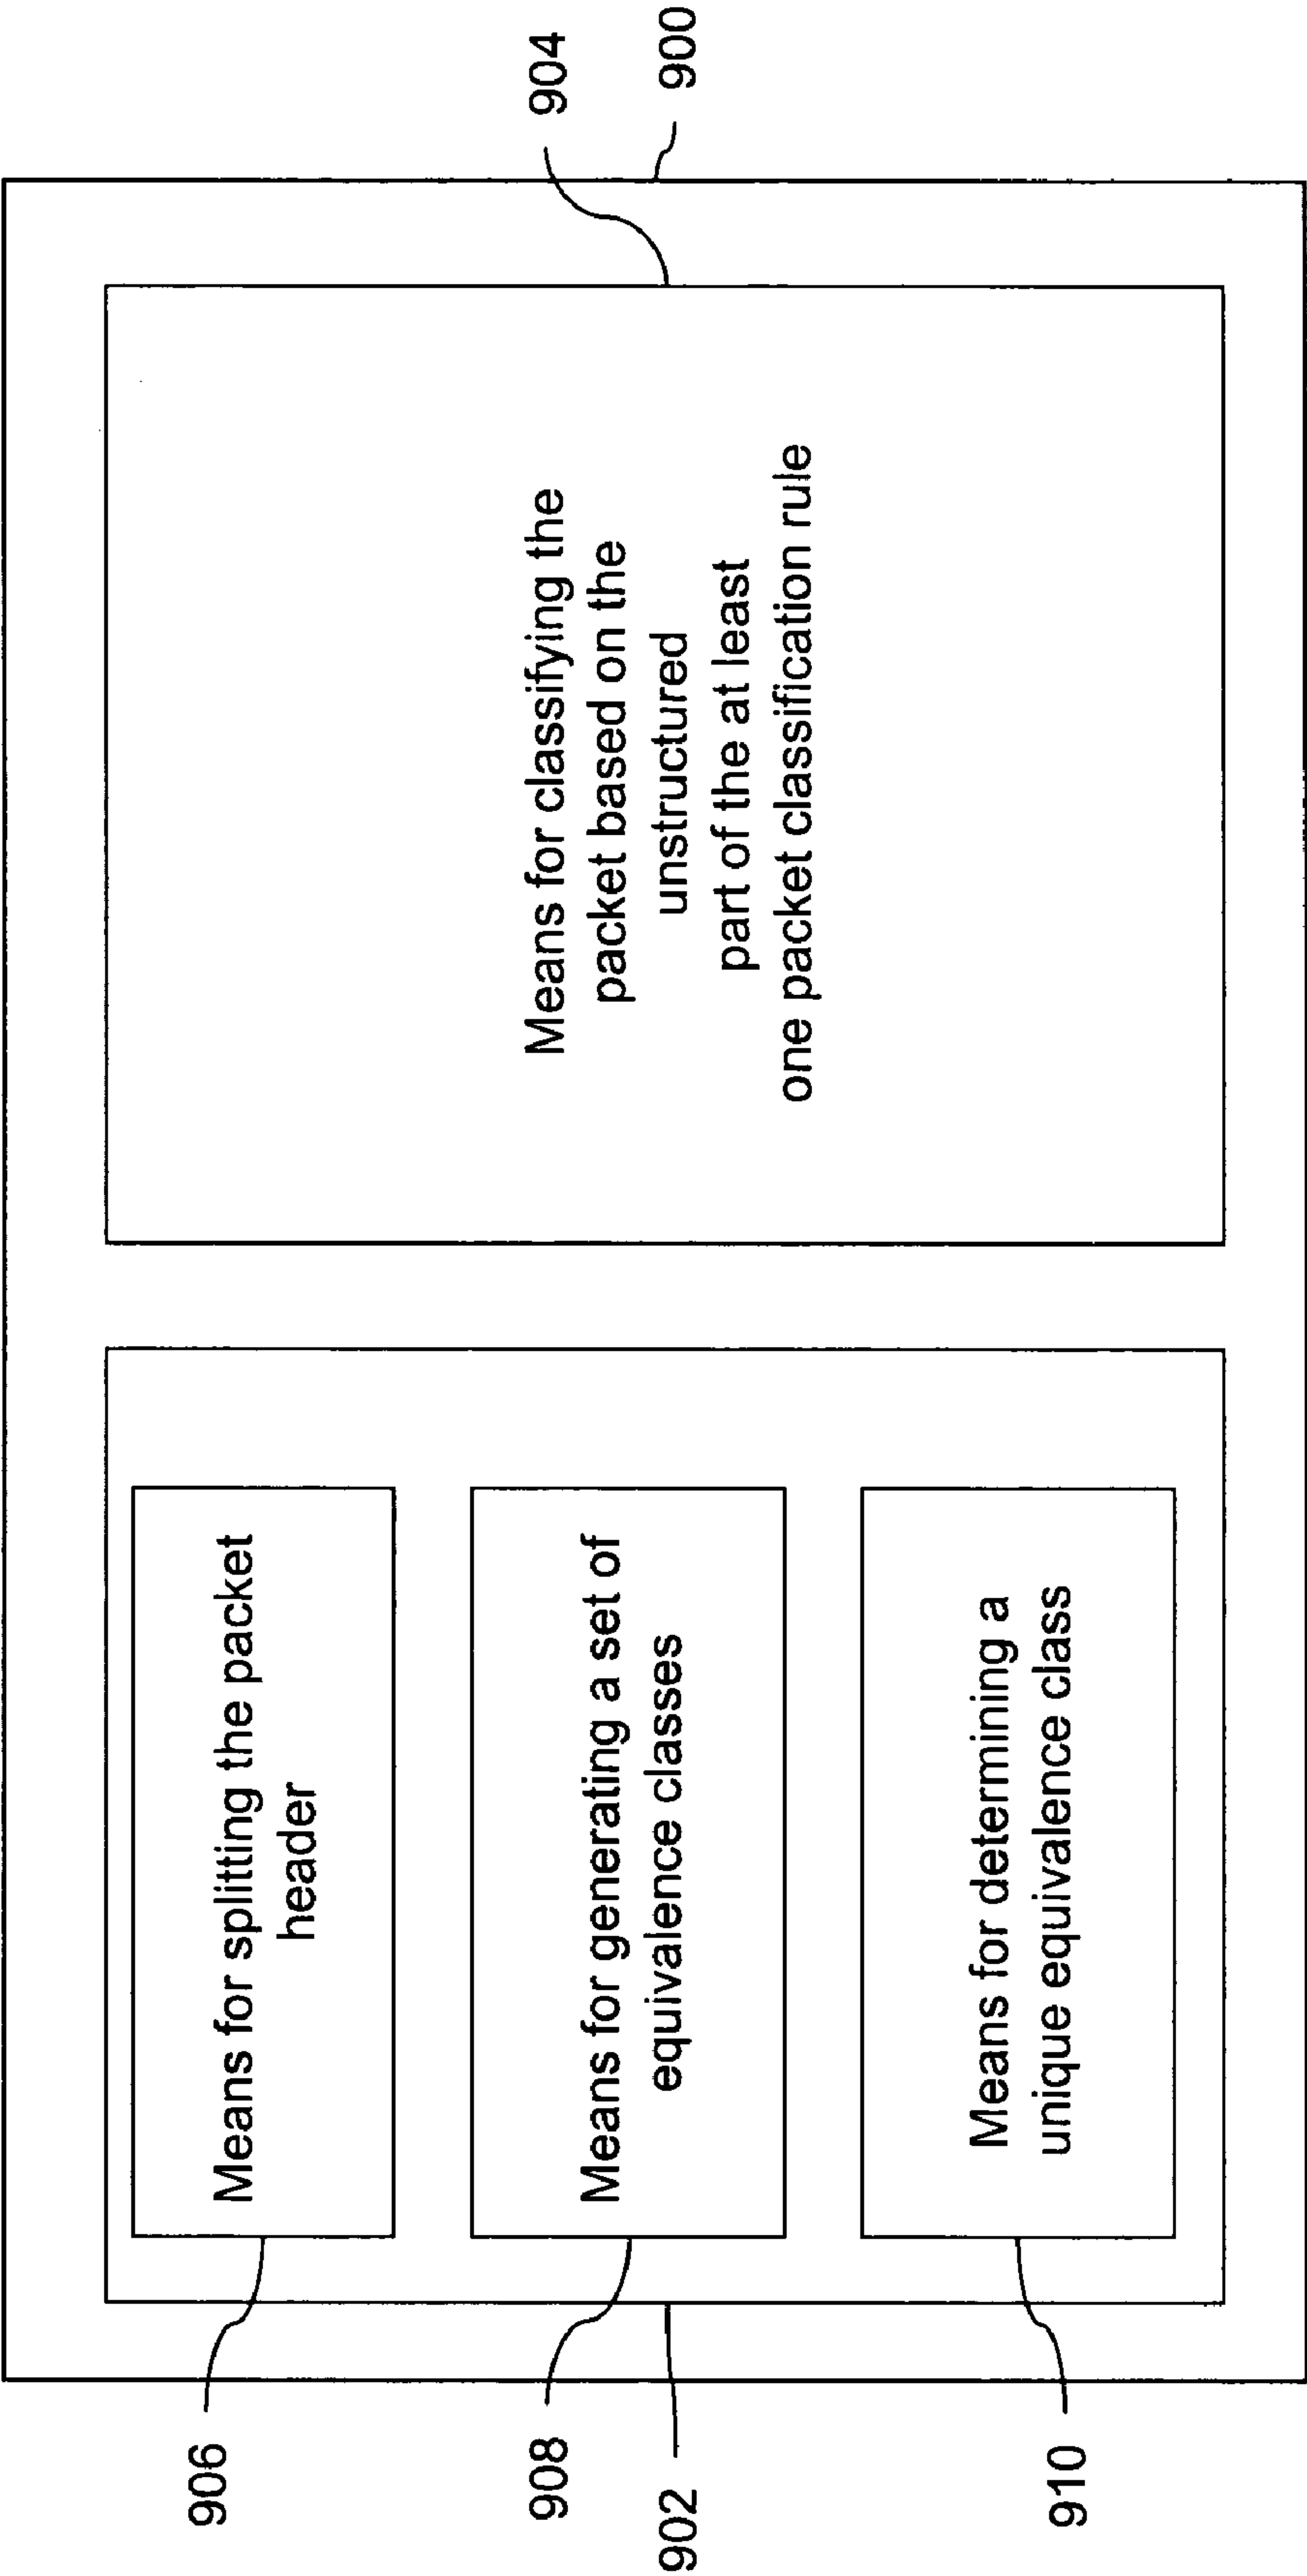 906
Means for splitting the packet
header
908
Means for generating a set of
equivalence classes
902
910
Means for determining a
unique equivalence class
Means for classifying the
packet based on the
unstructured
part of the at least
one packet classification rule
904
900